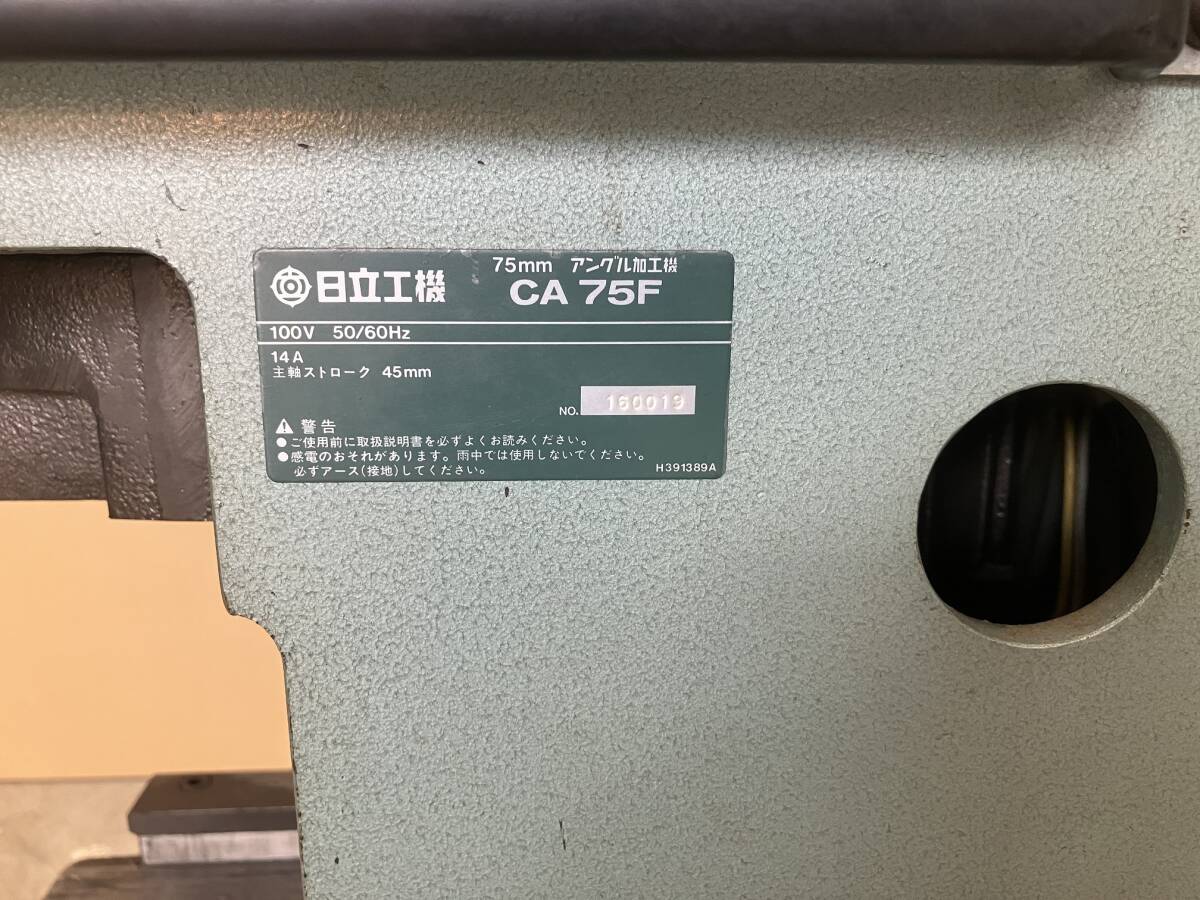 日立工機
75mm アングル加工機
CA 75F
100V 50/60Hz
14A
主軸ストローク 45mm
NO. 160019
警告
●ご使用前に取扱説明書を必ずよくお読みください。
●感電のおそれがあります。雨中では使用しないでください。
必ずアース(接地)してください。
H391389A